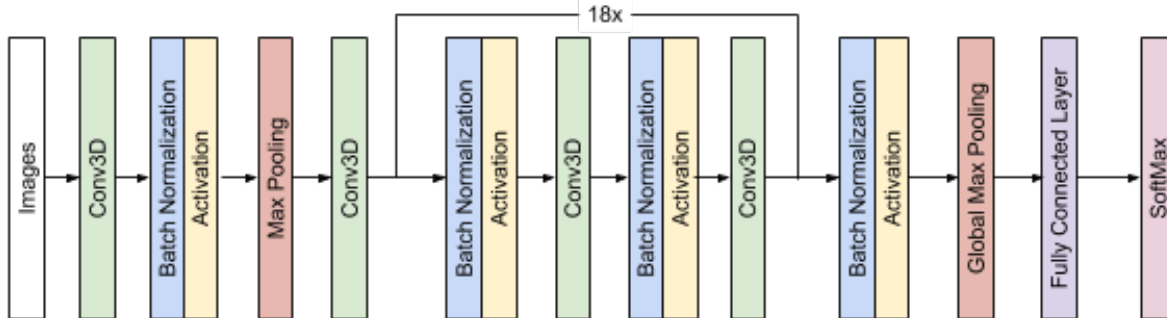 18x
Images
Conv3D
Batch Normalization
Activation
Max Pooling
Conv3D
Batch Normalization
Activation
Conv3D
Batch Normalization
Activation
Conv3D
Batch Normalization
Activation
Global Max Pooling
Fully Connected Layer
SoftMax